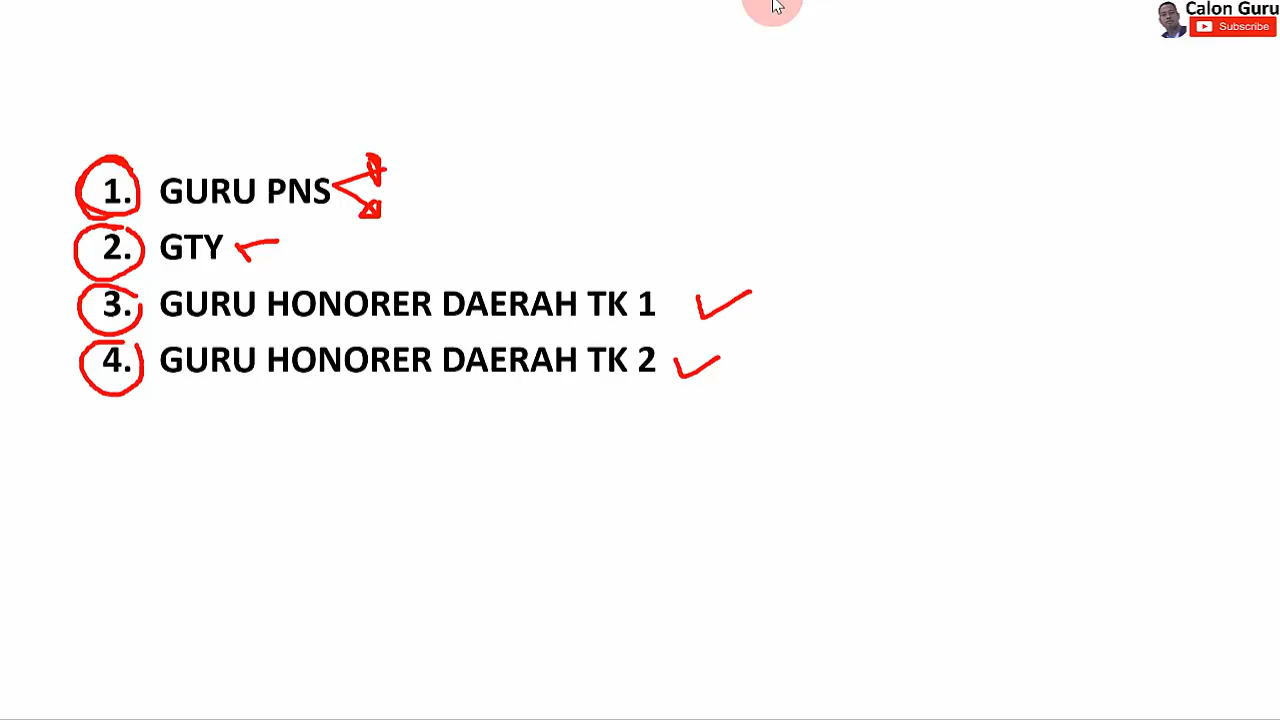 Calon Guru
Subscribe
1. GURU PNS
2. GTY
3. GURU HONORER DAERAH TK 1
4. GURU HONORER DAERAH TK 2